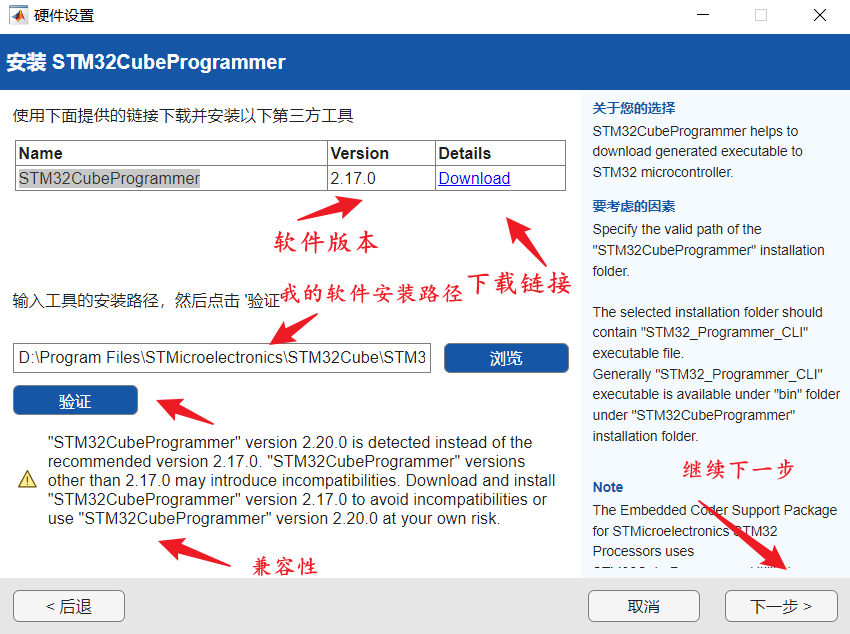 硬件设置
安装 STM32CubeProgrammer
使用下面提供的链接下载并安装以下第三方工具
Name Version Details
STM32CubeProgrammer 2.17.0 Download
软件版本
下载链接
输入工具的安装路径，然后点击 '验证
我的软件安装路径
D:\Program Files\STMicroelectronics\STM32Cube\STM3
浏览
验证
"STM32CubeProgrammer" version 2.20.0 is detected instead of the
recommended version 2.17.0. "STM32CubeProgrammer" versions
other than 2.17.0 may introduce incompatibilities. Download and install
"STM32CubeProgrammer" version 2.17.0 to avoid incompatibilities or
use "STM32CubeProgrammer" version 2.20.0 at your own risk.
兼容性
关于您的选择
STM32CubeProgrammer helps to
download generated executable to
STM32 microcontroller.
要考虑的因素
Specify the valid path of the
"STM32CubeProgrammer" installation
folder.
The selected installation folder should
contain "STM32_Programmer_CLI"
executable file.
Generally "STM32_Programmer_CLI"
executable is available under "bin" folder
under "STM32CubeProgrammer"
installation folder.
继续下一步
Note
The Embedded Coder Support Package
for STMicroelectronics STM32
Processors uses
< 后退
取消
下一步 >